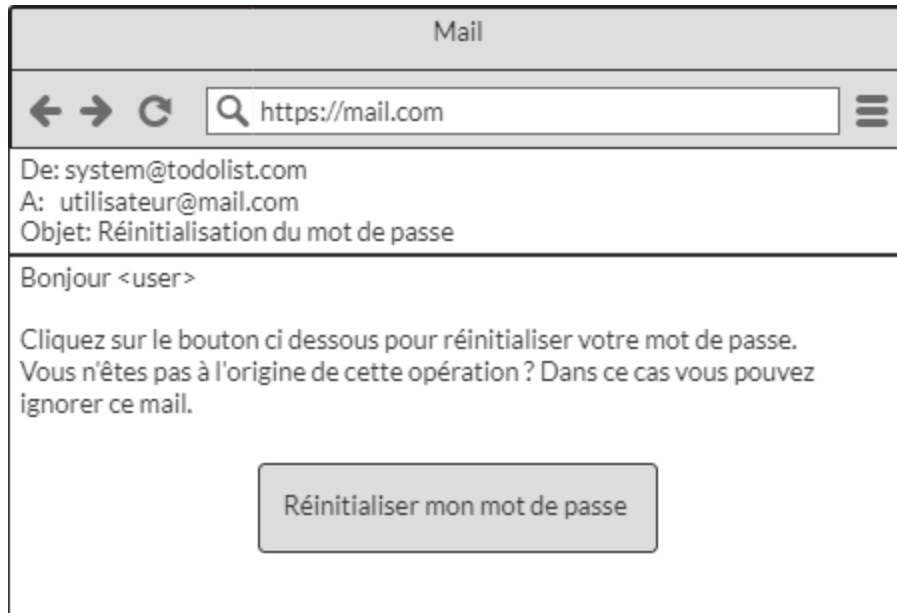 Mail
https://mail.com
De: system@todolist.com
A: utilisateur@mail.com
Objet: Réinitialisation du mot de passe
Bonjour <user>
Cliquez sur le bouton ci dessous pour réinitialiser votre mot de passe.
Vous n'êtes pas à l'origine de cette opération ? Dans ce cas vous pouvez
ignorer ce mail.
Réinitialiser mon mot de passe